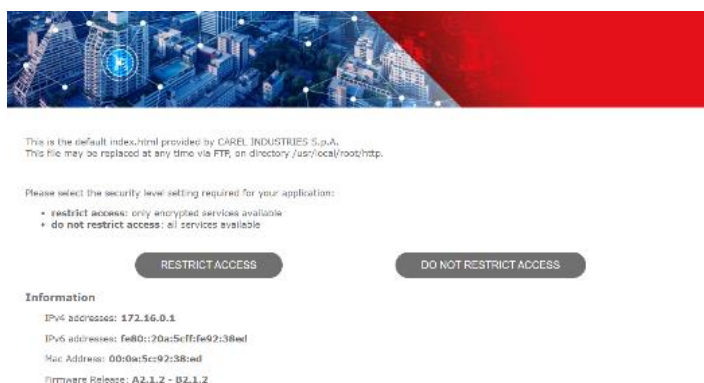 This is the default index.html provided by CAREL INDUSTRIES S.p.A.
This file may be replaced at any time via FTP, on directory /usr/local/root/http.
Please select the security level setting required for your application:
• restrict access: only encrypted services available
• do not restrict access: all services available
RESTRICT ACCESS
DO NOT RESTRICT ACCESS
Information
IPv4 addresses: 172.16.0.1
IPv6 addresses: fe80::20a:5cff:fe92:38ed
Mac Address: 00:0a:5c:92:38:ed
Firmware Release: A2.1.2 - B2.1.2